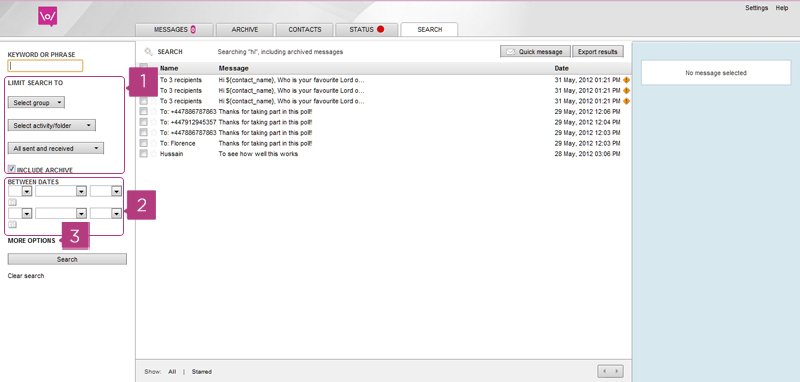 \o/
Settings Help
MESSAGES 0 ARCHIVE CONTACTS STATUS SEARCH
KEYWORD OR PHRASE
LIMIT SEARCH TO
1
Select group
Select activity/folder
All sent and received
INCLUDE ARCHIVE
BETWEEN DATES
2
MORE OPTIONS 3
Search
Clear search
SEARCH Searching "hi", including archived messages Quick message Export results
Name Message Date
To 3 recipients Hi ${contact_name}, Who is your favourite Lord o... 31 May, 2012 01:21 PM
To 3 recipients Hi ${contact_name}, Who is your favourite Lord o... 31 May, 2012 01:21 PM
To 3 recipients Hi ${contact_name}, Who is your favourite Lord o... 31 May, 2012 01:21 PM
To: +447886787863 Thanks for taking part in this poll! 29 May, 2012 12:06 PM
To: +447912945357 Thanks for taking part in this poll! 29 May, 2012 12:04 PM
To: +447886787863 Thanks for taking part in this poll! 29 May, 2012 12:03 PM
To: Florence Thanks for taking part in this poll! 29 May, 2012 12:03 PM
Hussain To see how well this works 28 May, 2012 03:06 PM
Show: All | Starred
No message selected